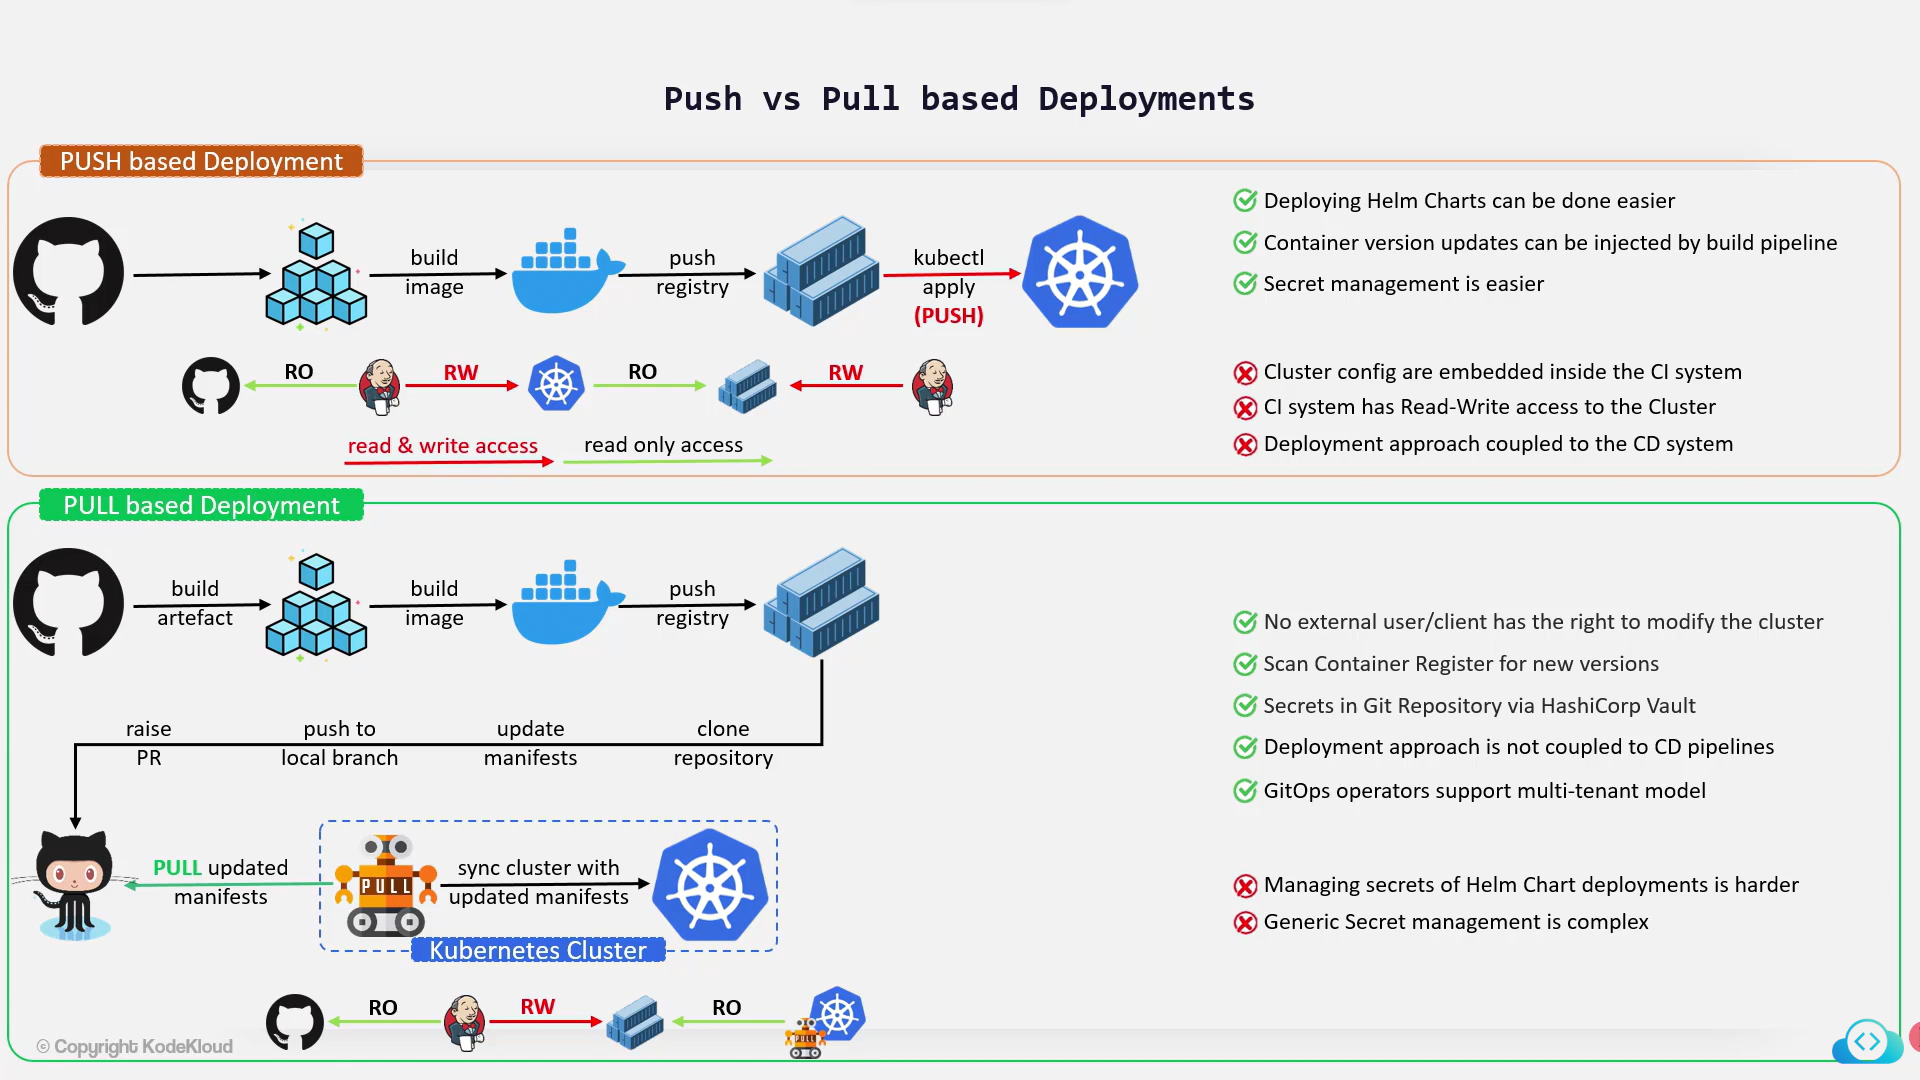 Push vs Pull based Deployments
PUSH based Deployment
build
image
push
registry
kubectl
apply
(PUSH)
RO
RW
RO
RW
read & write access
read only access
Deploying Helm Charts can be done easier
Container version updates can be injected by build pipeline
Secret management is easier
Cluster config are embedded inside the CI system
CI system has Read-Write access to the Cluster
Deployment approach coupled to the CD system
PULL based Deployment
build
artefact
build
image
push
registry
raise
PR
push to
local branch
update
manifests
clone
repository
PULL updated
manifests
PULL
sync cluster with
updated manifests
Kubernetes Cluster
RO
RW
RO
PULL
No external user/client has the right to modify the cluster
Scan Container Register for new versions
Secrets in Git Repository via HashiCorp Vault
Deployment approach is not coupled to CD pipelines
GitOps operators support multi-tenant model
Managing secrets of Helm Chart deployments is harder
Generic Secret management is complex
© Copyright KodeKloud